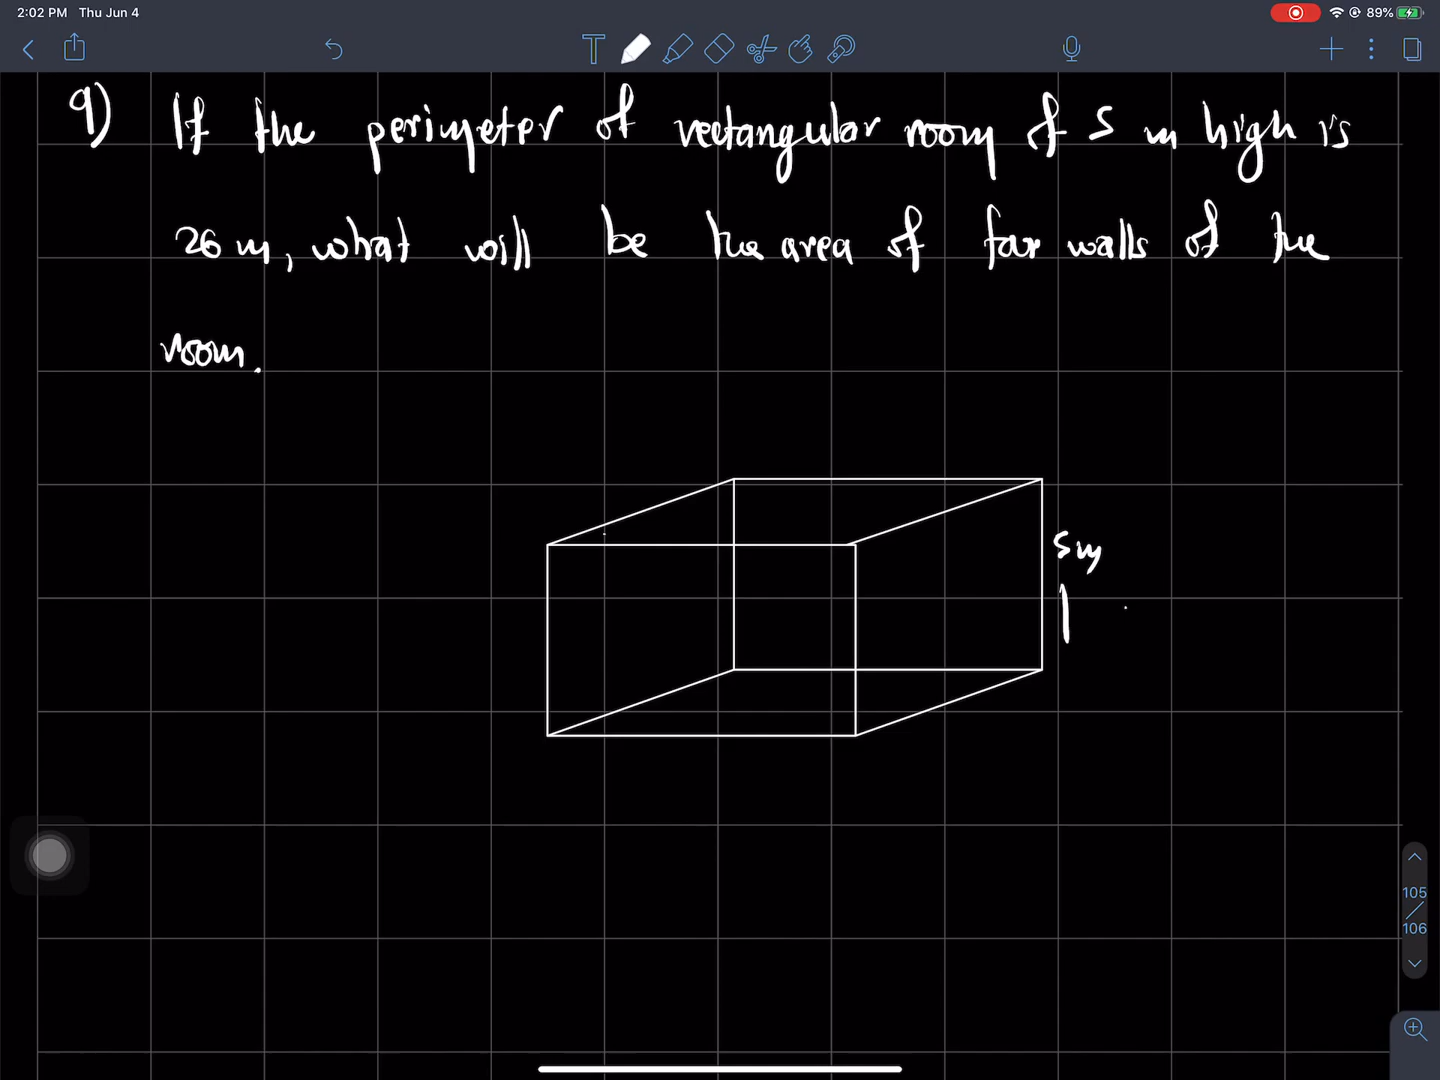 2:02 PM Thu Jun 4
89%
9) If the perimeter of rectangular room of 5 m high is
26 m, what will be the area of four walls of the
room.
5m
105
106